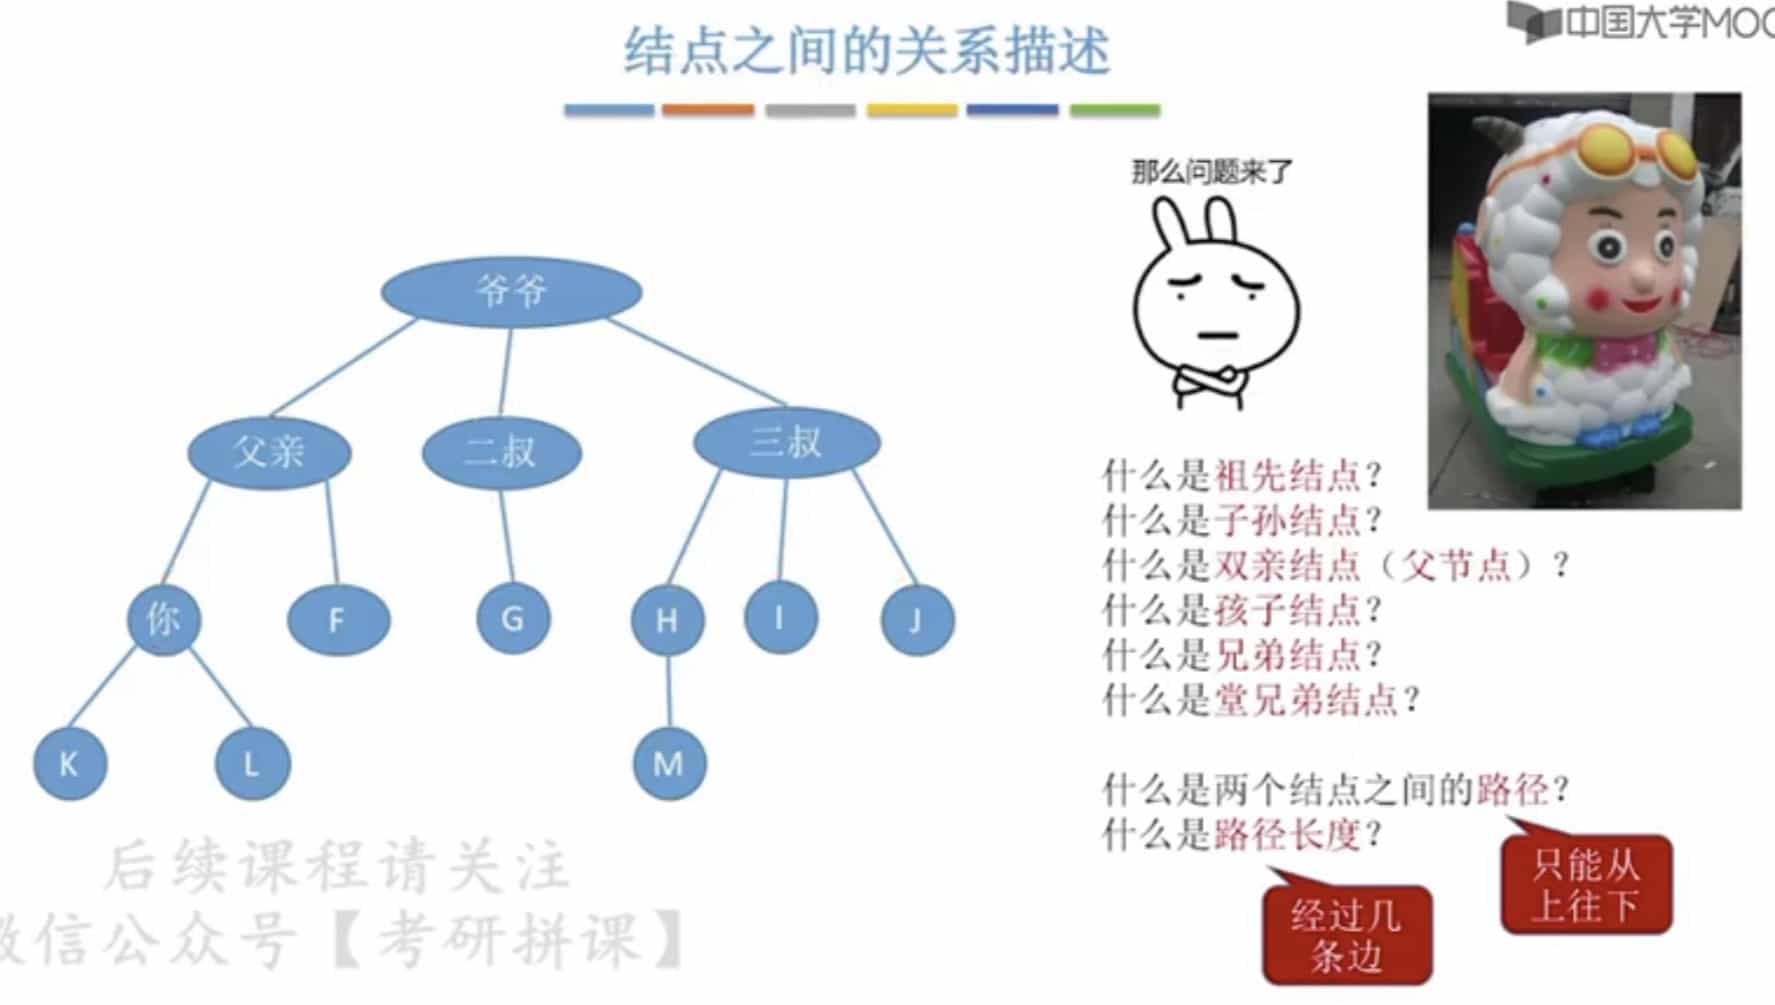 结点之间的关系描述
中国大学MOOC
那么问题来了
爷爷
父亲
二叔
三叔
你
F
G
H
I
J
K
L
M
什么是祖先结点？
什么是子孙结点？
什么是双亲结点（父节点）？
什么是孩子结点？
什么是兄弟结点？
什么是堂兄弟结点？
什么是两个结点之间的路径？
什么是路径长度？
只能从
上往下
经过几
条边
后续课程请关注
微信公众号【考研拼课】